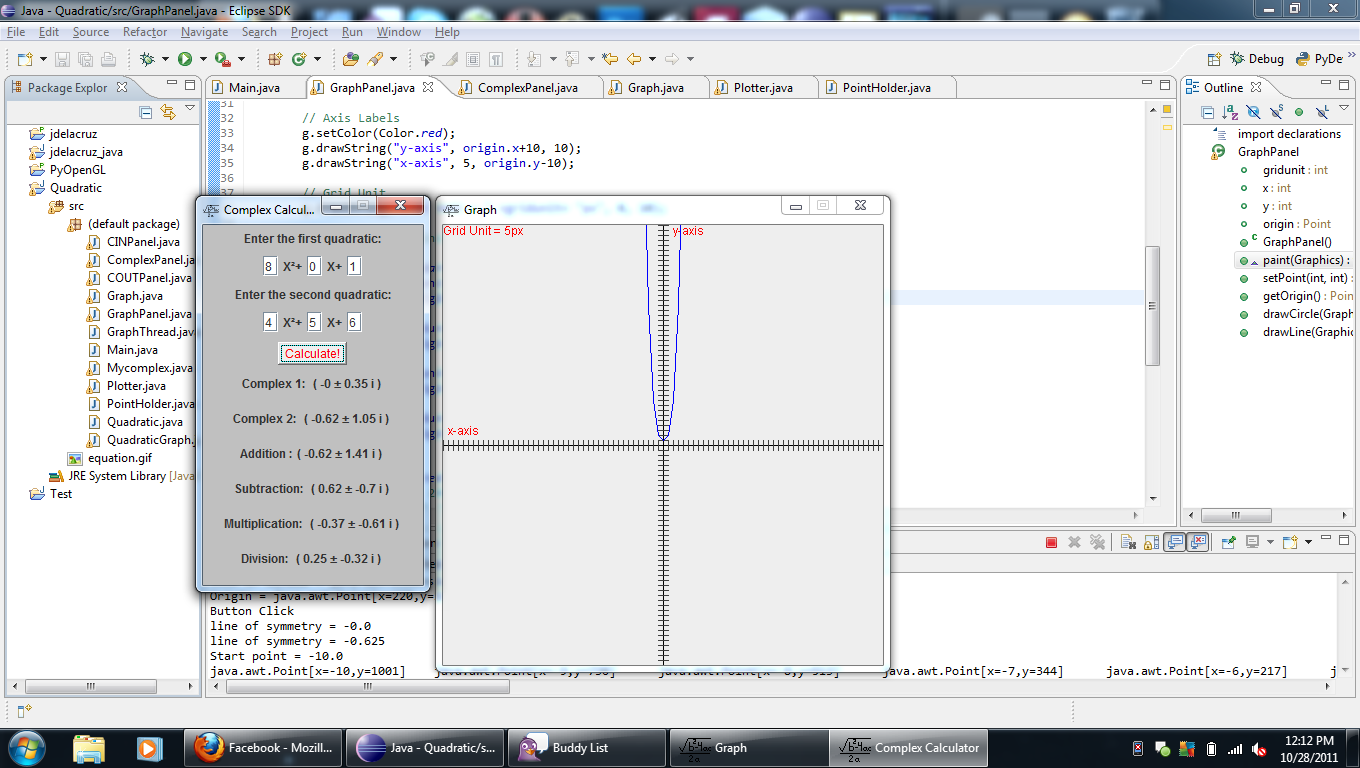 Java - Quadratic/src/GraphPanel.java - Eclipse SDK
File Edit Source Refactor Navigate Search Project Run Window Help
Debug PyDe
Package Explor
Main.java GraphPanel.java ComplexPanel.java Graph.java Plotter.java PointHolder.java
Outline
jdelacruz
jdelacruz_java
PyOpenGL
Quadratic
src
(default package)
CINPanel.java
ComplexPanel.ja
COUTPanel.java
Graph.java
GraphPanel.java
GraphThread.jav
Main.java
Mycomplex.java
Plotter.java
PointHolder.java
Quadratic.java
QuadraticGraph.
equation.gif
JRE System Library [Java
Test
31
32 // Axis Labels
33 g.setColor(Color.red);
34 g.drawString("y-axis", origin.x+10, 10);
35 g.drawString("x-axis", 5, origin.y-10);
36
37 // Grid Unit
import declarations
GraphPanel
gridunit : int
x : int
y : int
origin : Point
GraphPanel()
paint(Graphics) :
setPoint(int, int) :
getOrigin() : Poin
drawCircle(Graph
drawLine(Graphic
Complex Calcu...
Enter the first quadratic:
8 X²+ 0 X+ 1
Enter the second quadratic:
4 X²+ 5 X+ 6
Calculate!
Complex 1: ( -0 ± 0.35 i )
Complex 2: ( -0.62 ± 1.05 i )
Addition : ( -0.62 ± 1.41 i )
Subtraction: ( 0.62 ± -0.7 i )
Multiplication: ( -0.37 ± -0.61 i )
Division: ( 0.25 ± -0.32 i )
Graph
Grid Unit = 5px
y-axis
x-axis
Origin = java.awt.Point[x=220,y=
Button Click
line of symmetry = -0.0
line of symmetry = -0.625
Start point = -10.0
java.awt.Point[x=-10,y=1001] java.awt.Point[x=-7,y=344] java.awt.Point[x=-6,y=217] j
Facebook - Mozill... Java - Quadratic/s... Buddy List Graph Complex Calculator
12:12 PM
10/28/2011